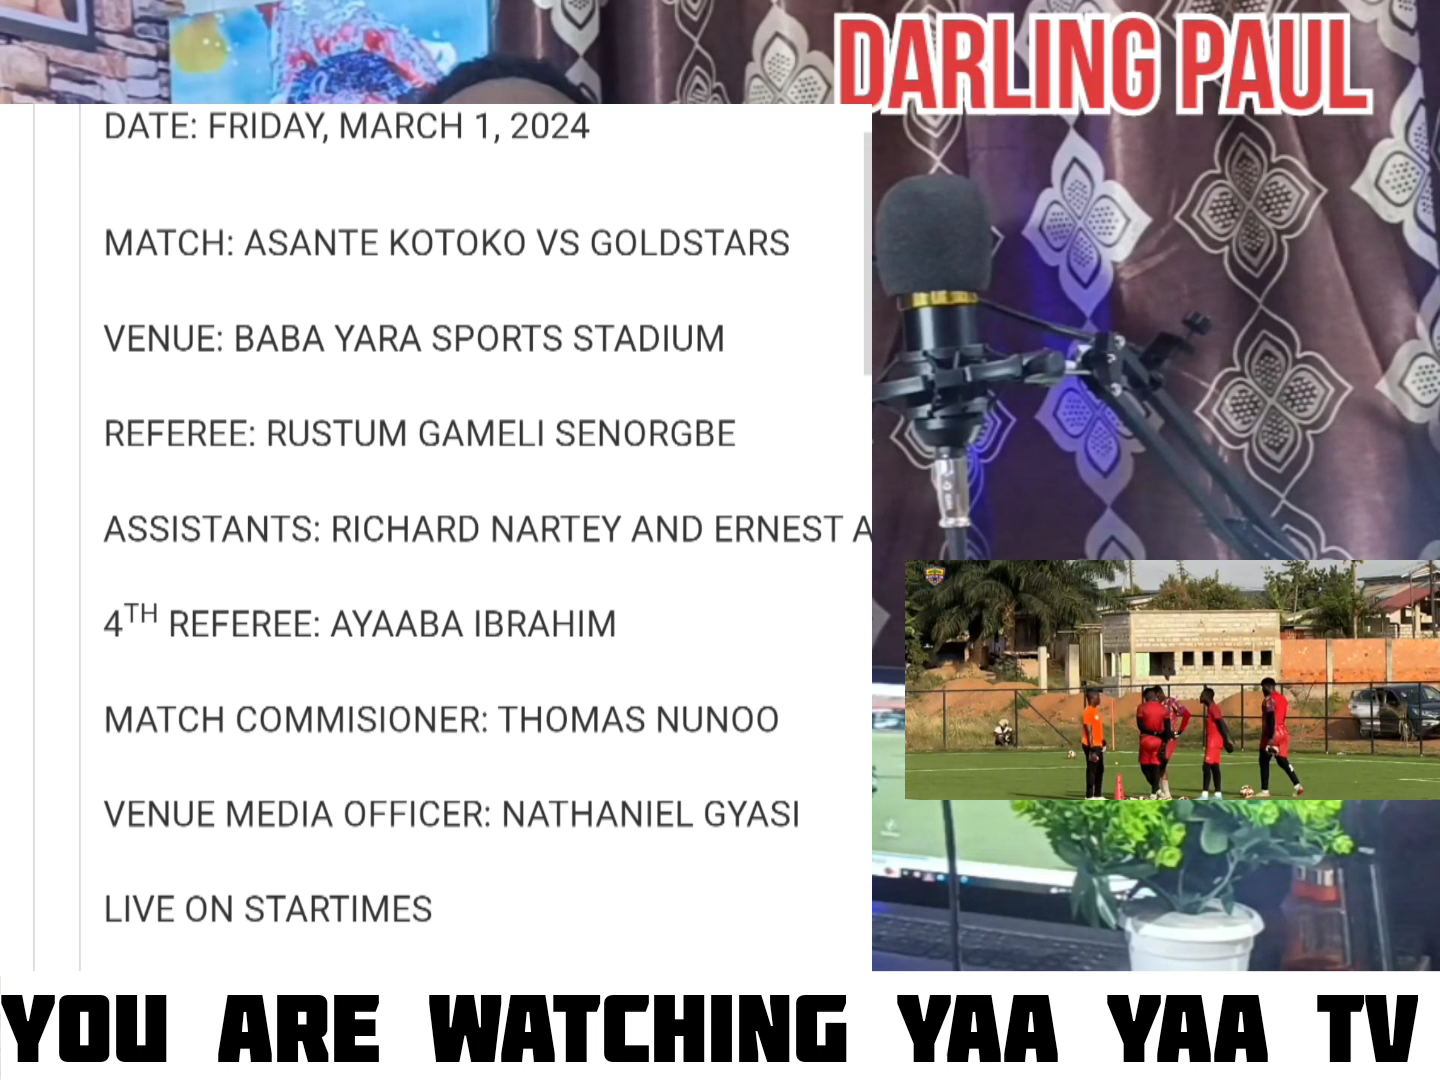 DARLING PAUL
DATE: FRIDAY, MARCH 1, 2024
MATCH: ASANTE KOTOKO VS GOLDSTARS
VENUE: BABA YARA SPORTS STADIUM
REFEREE: RUSTUM GAMELI SENORGBE
ASSISTANTS: RICHARD NARTEY AND ERNEST A
4TH REFEREE: AYAABA IBRAHIM
MATCH COMMISIONER: THOMAS NUNOO
VENUE MEDIA OFFICER: NATHANIEL GYASI
LIVE ON STARTIMES
YOU ARE WATCHING YAA YAA TV